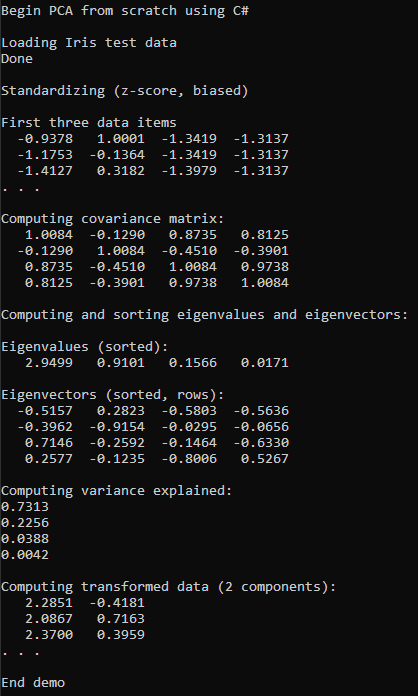 Begin PCA from scratch using C#
Loading Iris test data
Done
Standardizing (z-score, biased)
First three data items
-0.9378 1.0001 -1.3419 -1.3137
-1.1753 -0.1364 -1.3419 -1.3137
-1.4127 0.3182 -1.3979 -1.3137
. . .
Computing covariance matrix:
1.0084 -0.1290 0.8735 0.8125
-0.1290 1.0084 -0.4510 -0.3901
0.8735 -0.4510 1.0084 0.9738
0.8125 -0.3901 0.9738 1.0084
Computing and sorting eigenvalues and eigenvectors:
Eigenvalues (sorted):
2.9499 0.9101 0.1566 0.0171
Eigenvectors (sorted, rows):
-0.5157 0.2823 -0.5803 -0.5636
-0.3962 -0.9154 -0.0295 -0.0656
0.7146 -0.2592 -0.1464 -0.6330
0.2577 -0.1235 -0.8006 0.5267
Computing variance explained:
0.7313
0.2256
0.0388
0.0042
Computing transformed data (2 components):
2.2851 -0.4181
2.0867 0.7163
2.3700 0.3959
. . .
End demo